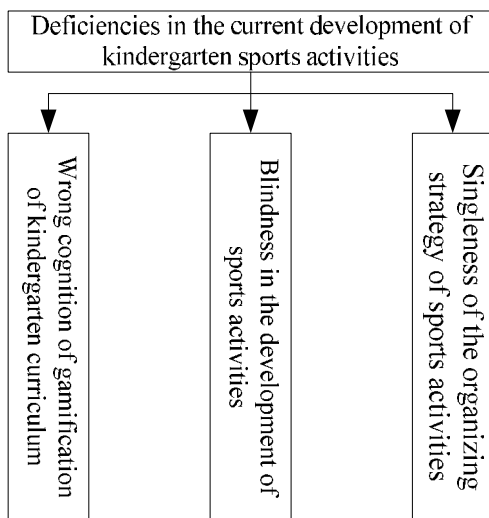 Deficiencies in the current development of
kindergarten sports activities
Wrong cognition of gamification
of kindergarten curriculum
Blindness in the development of
sports activities
Singleness of the organizing
strategy of sports activities